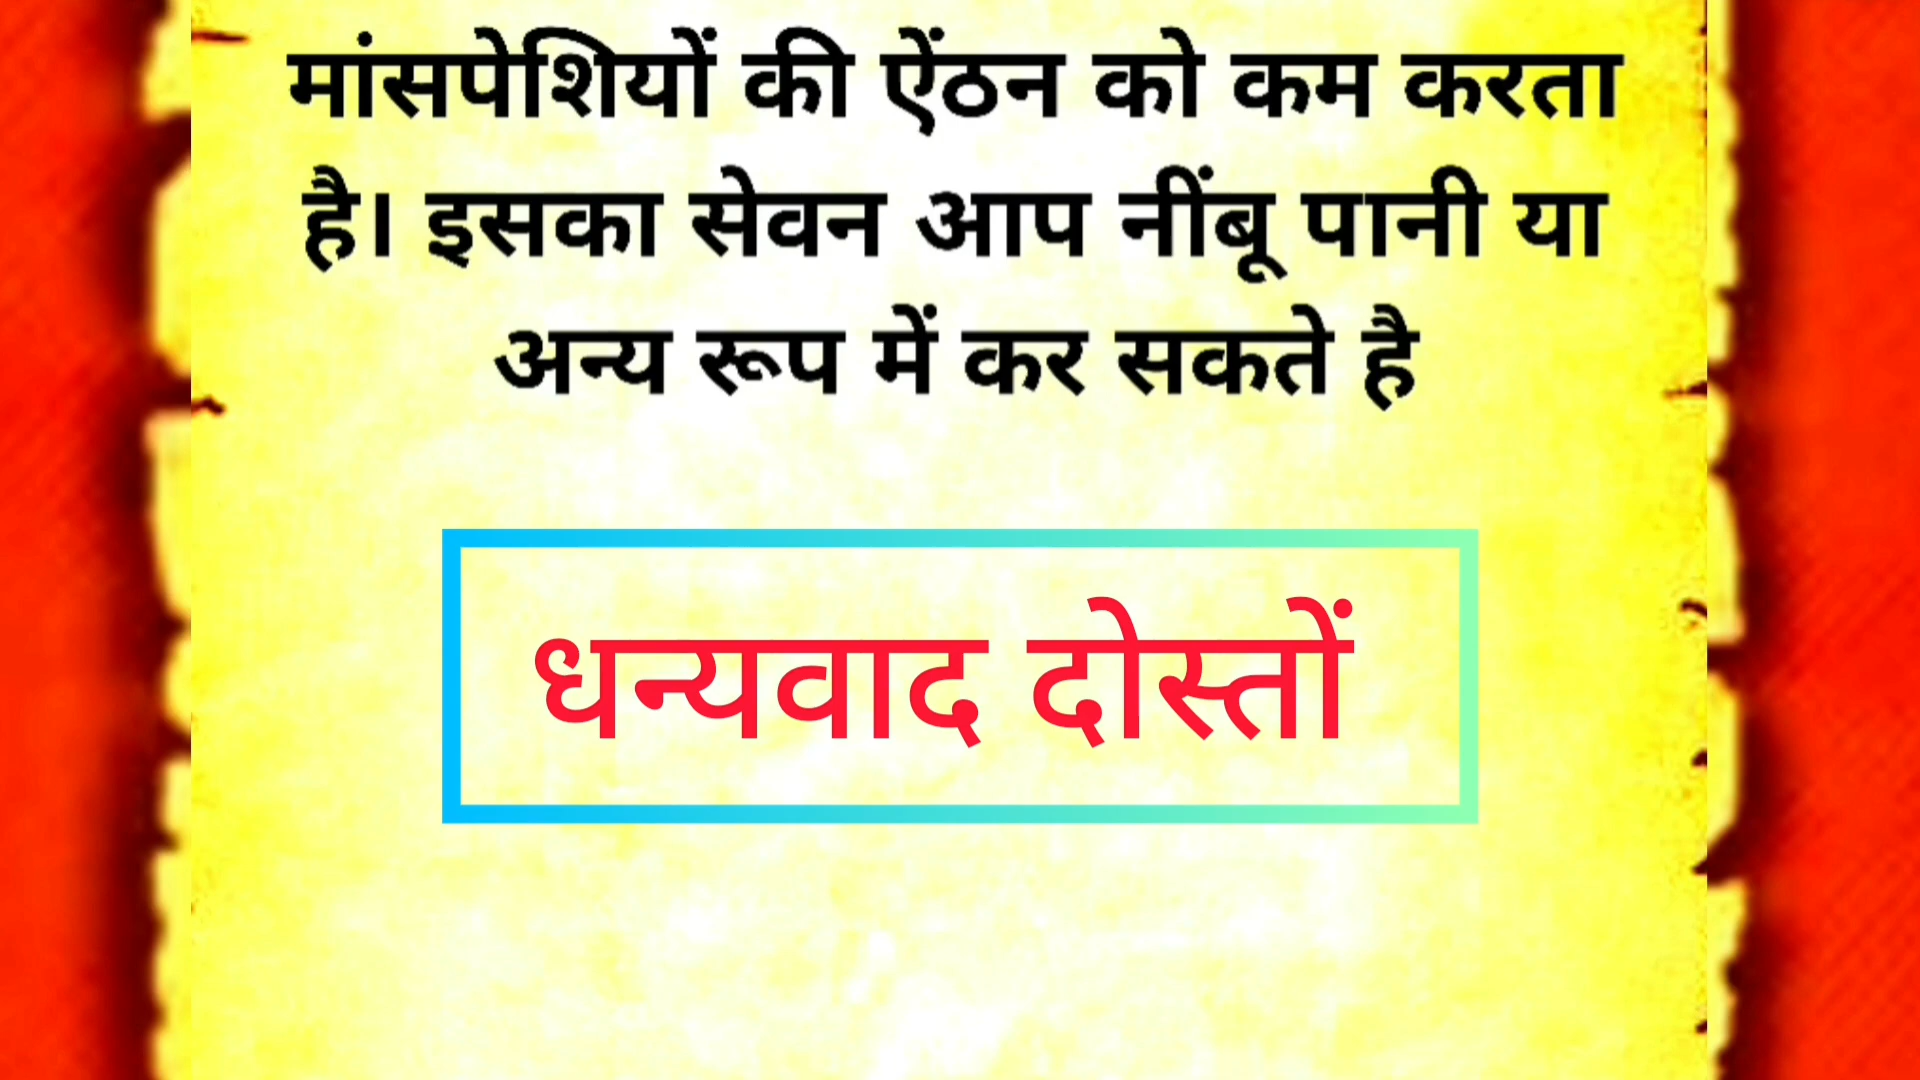 मांसपेशियों की ऐंठन को कम करता
है। इसका सेवन आप नींबू पानी या
अन्य रूप में कर सकते है
धन्यवाद दोस्तों